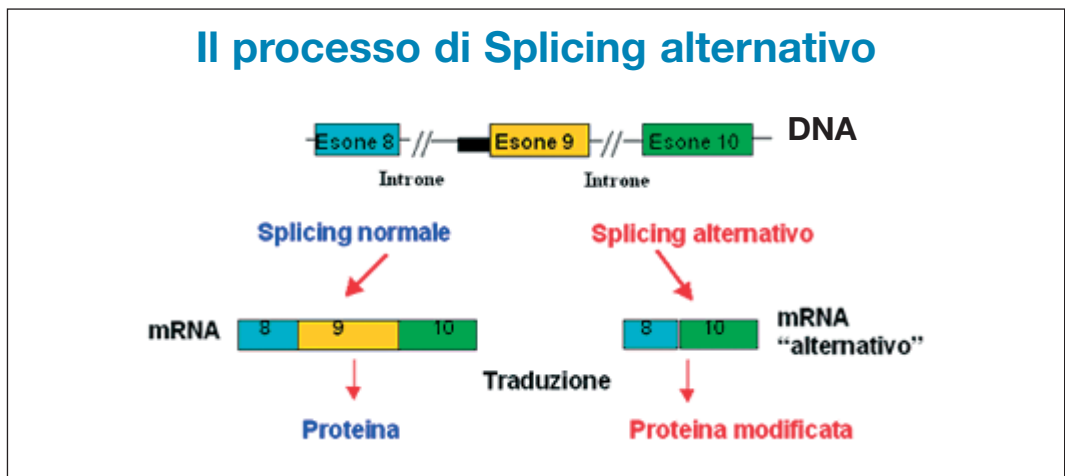 Il processo di Splicing alternativo
Esone 8 Esone 9 Esone 10 DNA
Introne Introne
Splicing normale Splicing alternativo
mRNA 8 9 10 8 10 mRNA
"alternativo"
Traduzione
Proteina Proteina modificata